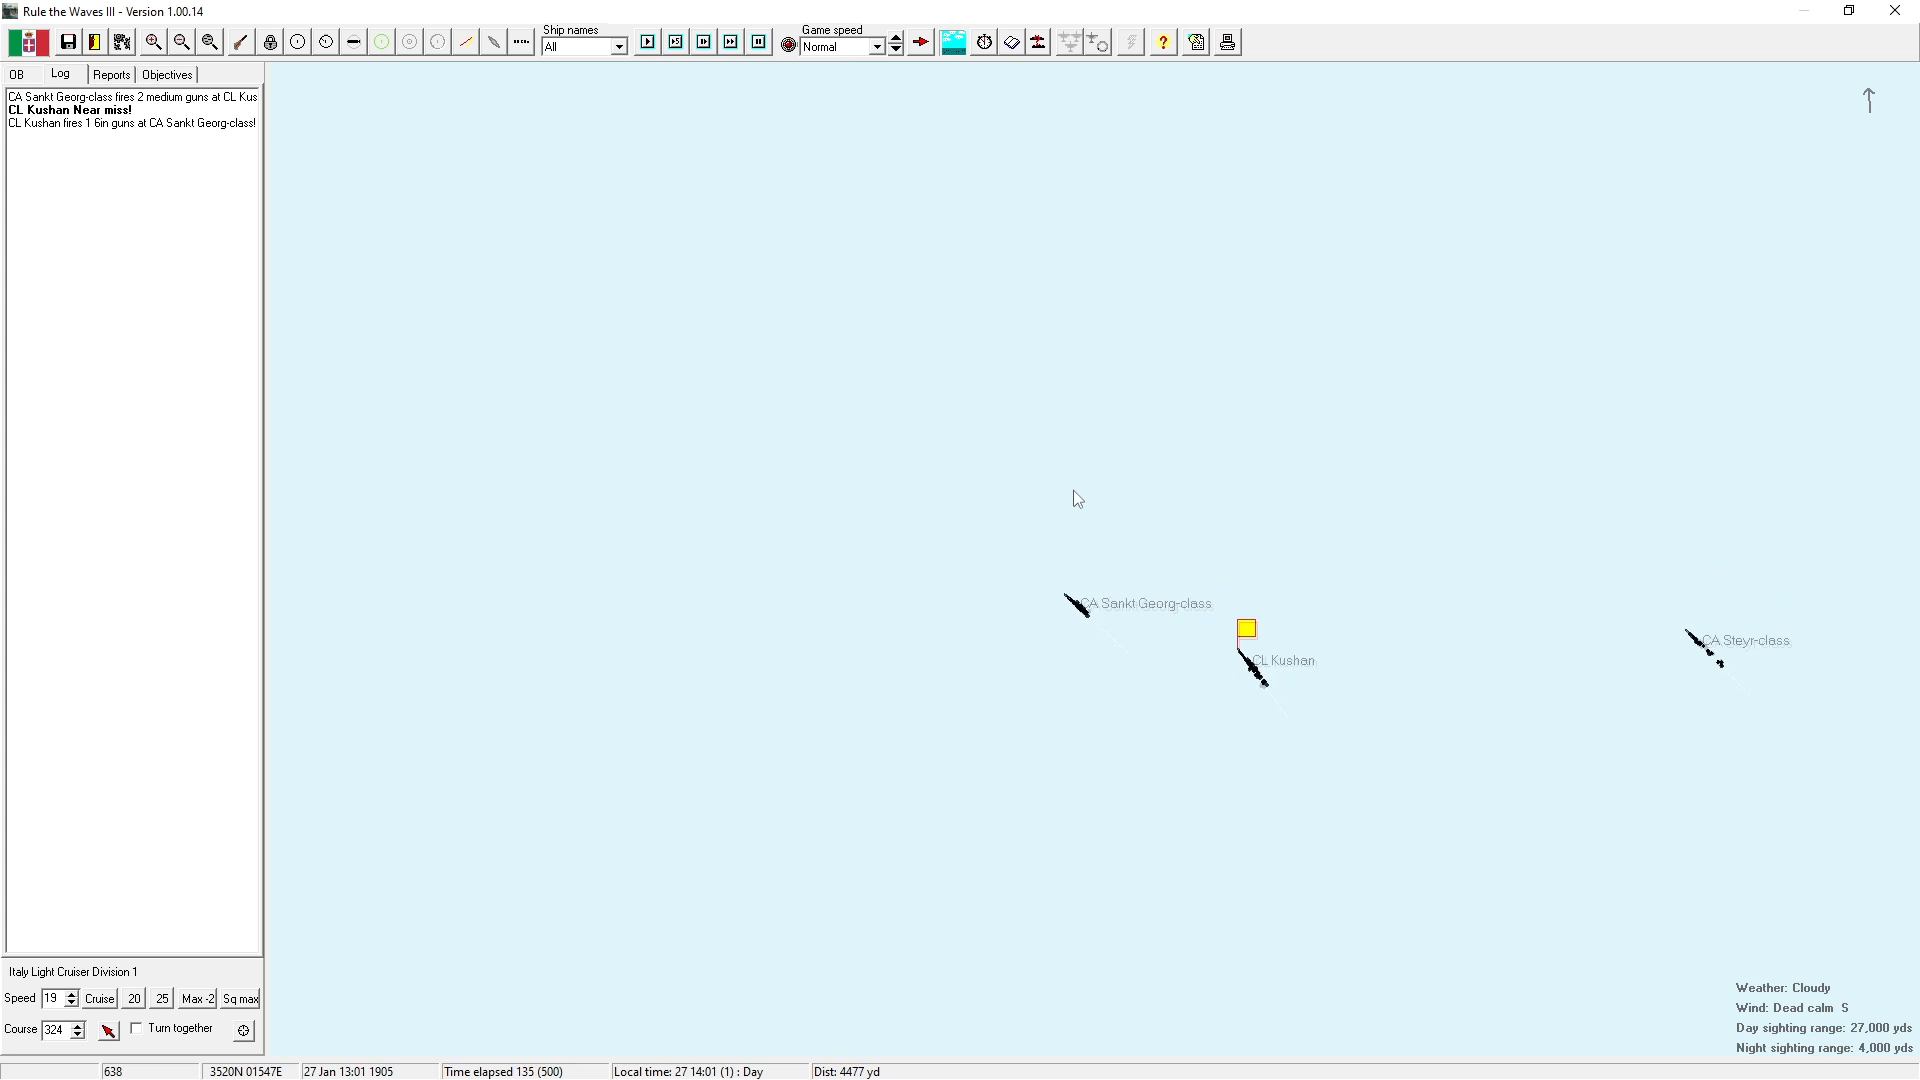 Rule the Waves III - Version 1.00.14
Ship names
All
Game speed
Normal
OB
Log
Reports
Objectives
CA Sankt Georg-class fires 2 medium guns at CL Kus
CL Kushan Near miss!
CL Kushan fires 1 6in guns at CA Sankt Georg-class!
CA Sankt Georg-class
CL Kushan
CA Steyr-class
Italy Light Cruiser Division 1
Speed 19 Cruise 20 25 Max -2 Sq max
Course 324 Turn together
Weather: Cloudy
Wind: Dead calm S
Day sighting range: 27,000 yds
Night sighting range: 4,000 yds
638
3520N 01547E
27 Jan 13:01 1905
Time elapsed 135 (500)
Local time: 27 14:01 (1) : Day
Dist: 4477 yd